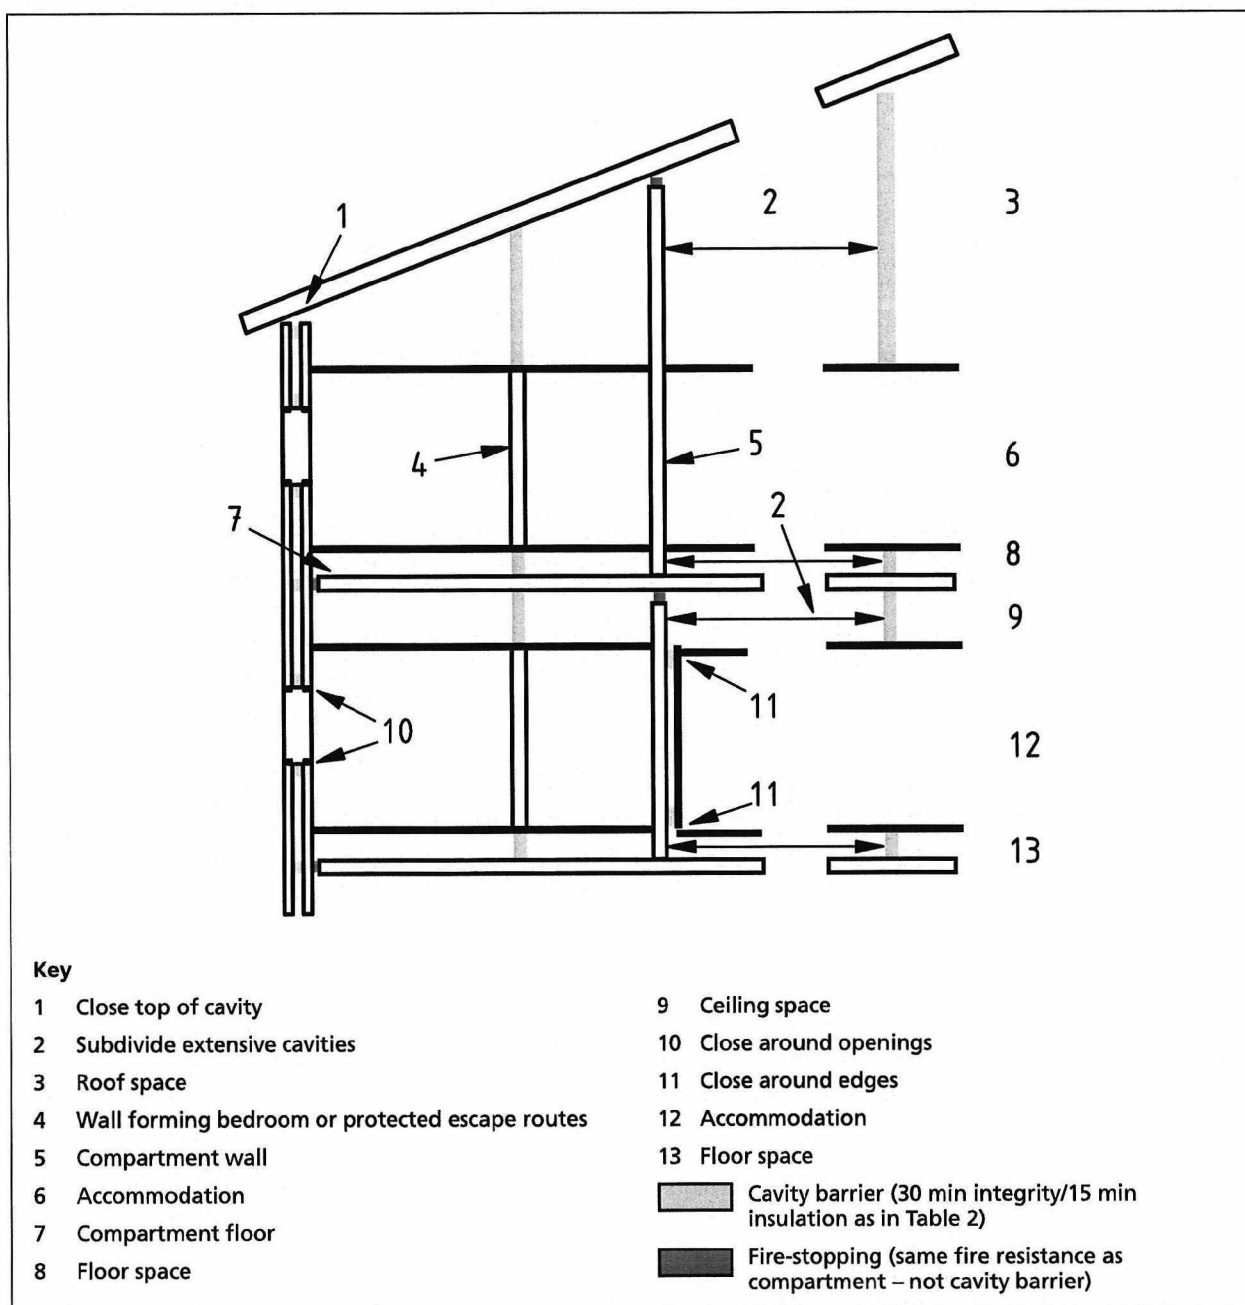 1
2
3
4
5
6
7
2
8
9
10
11
11
12
13
Key
1 Close top of cavity
2 Subdivide extensive cavities
3 Roof space
4 Wall forming bedroom or protected escape routes
5 Compartment wall
6 Accommodation
7 Compartment floor
8 Floor space
9 Ceiling space
10 Close around openings
11 Close around edges
12 Accommodation
13 Floor space
Cavity barrier (30 min integrity/15 min
insulation as in Table 2)
Fire-stopping (same fire resistance as
compartment – not cavity barrier)